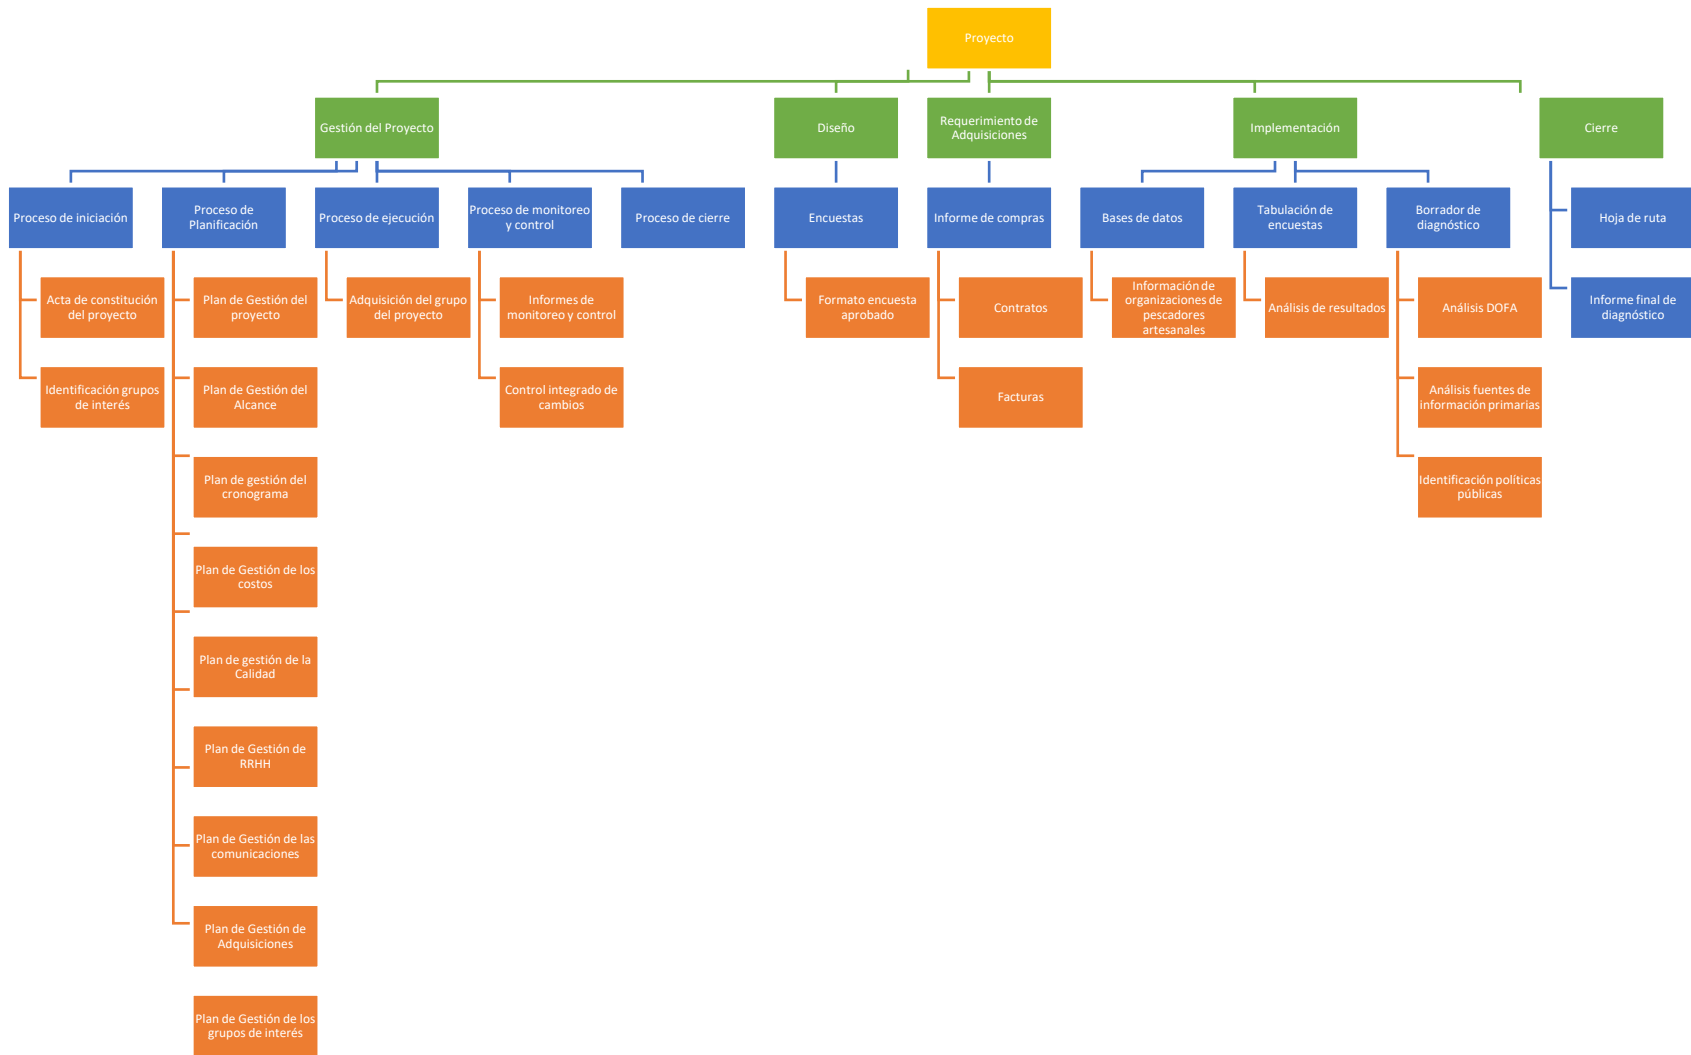 Proyecto
Gestión del Proyecto
Diseño
Requerimiento de
Adquisiciones
Implementación
Cierre
Proceso de iniciación
Proceso de
Planificación
Proceso de ejecución
Proceso de monitoreo
y control
Proceso de cierre
Encuestas
Informe de compras
Bases de datos
Tabulación de
encuestas
Borrador de
diagnóstico
Hoja de ruta
Acta de constitución
del proyecto
Plan de Gestión del
proyecto
Adquisición del grupo
del proyecto
Informes de
monitoreo y control
Formato encuesta
aprobado
Contratos
Información de
organizaciones de
pescadores
artesanales
Análisis de resultados
Análisis DOFA
Informe final de
diagnóstico
Identificación grupos
de interés
Plan de Gestión del
Alcance
Control integrado de
cambios
Facturas
Análisis fuentes de
información primarias
Plan de gestión del
cronograma
Identificación políticas
públicas
Plan de Gestión de los
costos
Plan de gestión de la
Calidad
Plan de Gestión de
RRHH
Plan de Gestión de las
comunicaciones
Plan de Gestión de
Adquisiciones
Plan de Gestión de los
grupos de interés